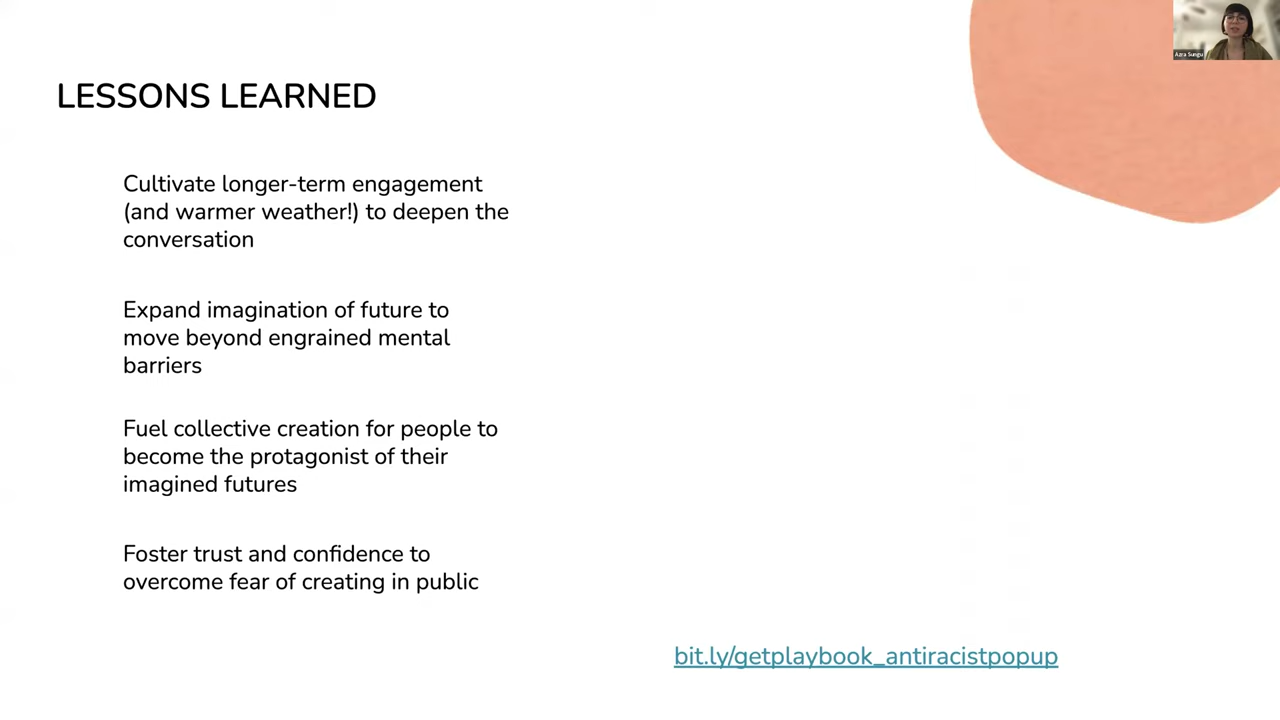 Azra Sungu
LESSONS LEARNED
Cultivate longer-term engagement
(and warmer weather!) to deepen the
conversation
Expand imagination of future to
move beyond engrained mental
barriers
Fuel collective creation for people to
become the protagonist of their
imagined futures
Foster trust and confidence to
overcome fear of creating in public
bit.ly/getplaybook_antiracistpopup